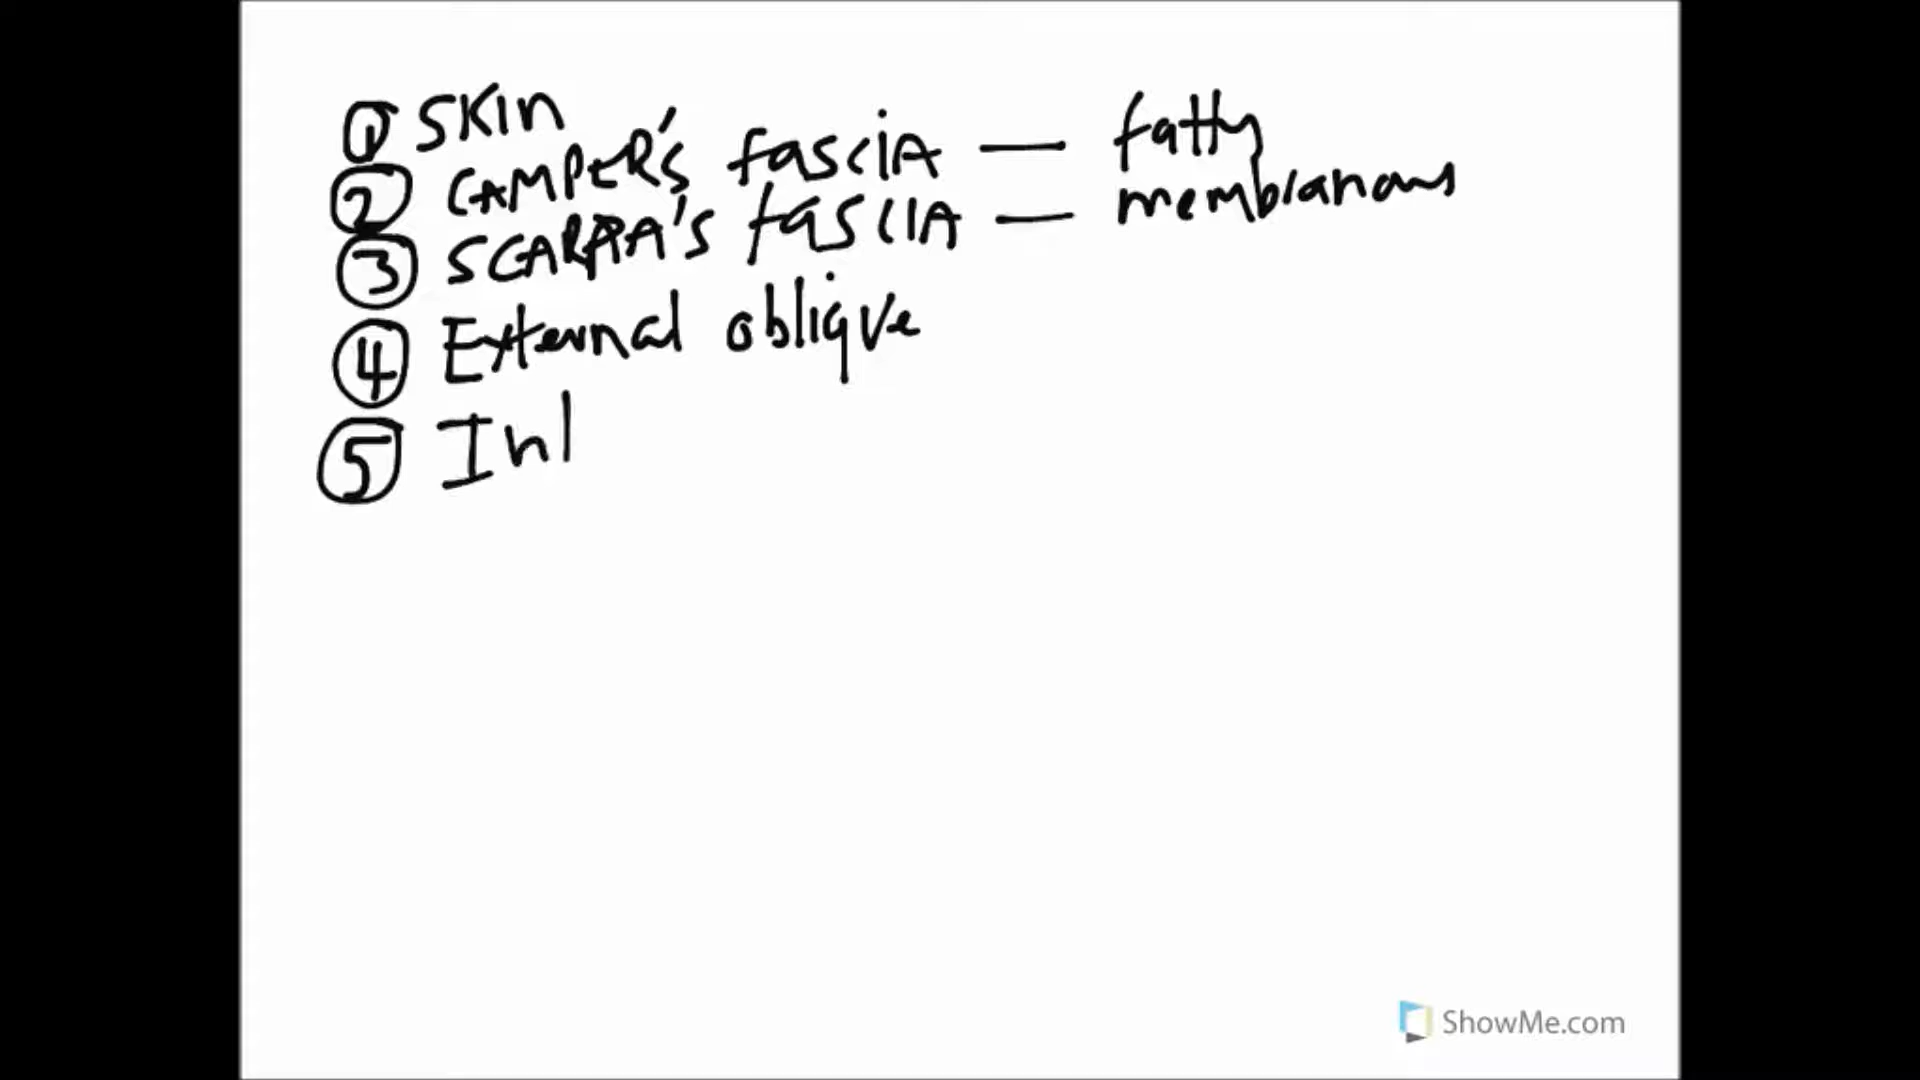 ① SKin
② CAMPER'S fasciA — fatty
③ SCARPA'S fasciA — membranous
④ External oblique
⑤ Inl
ShowMe.com